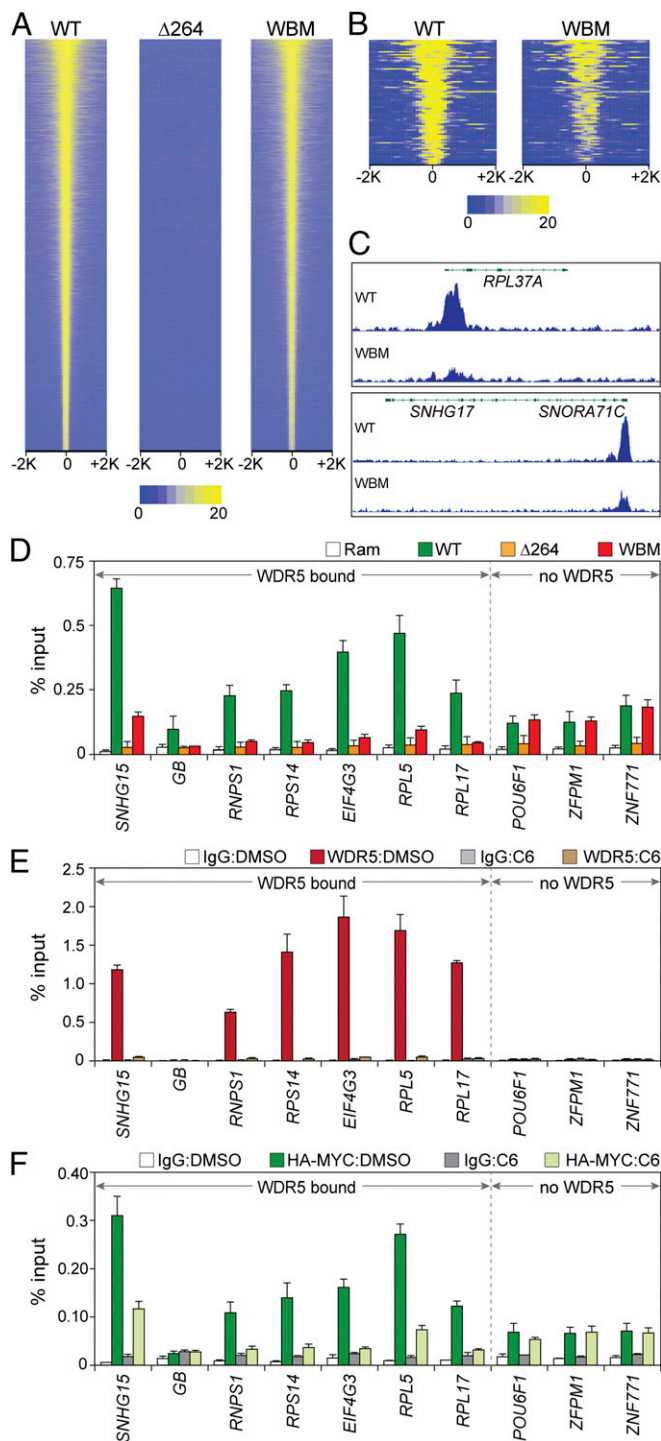 A
WT
Δ264
WBM
-2K 0 +2K
-2K 0 +2K
-2K 0 +2K
0 20
B
WT
WBM
-2K 0 +2K
-2K 0 +2K
0 20
C
RPL37A
WT
WBM
SNHG17 SNORA71C
WT
WBM
D
Ram WT Δ264 WBM
WDR5 bound no WDR5
% input
0.75
0.5
0.25
0
SNHG15 GB RNPS1 RPS14 EIF4G3 RPL5 RPL17 POU6F1 ZFPM1 ZNF771
E
IgG:DMSO WDR5:DMSO IgG:C6 WDR5:C6
WDR5 bound no WDR5
% input
2.5
2.0
1.5
1.0
0.5
0
SNHG15 GB RNPS1 RPS14 EIF4G3 RPL5 RPL17 POU6F1 ZFPM1 ZNF771
F
IgG:DMSO HA-MYC:DMSO IgG:C6 HA-MYC:C6
WDR5 bound no WDR5
% input
0.40
0.3
0.20
0.10
0
SNHG15 GB RNPS1 RPS14 EIF4G3 RPL5 RPL17 POU6F1 ZFPM1 ZNF771